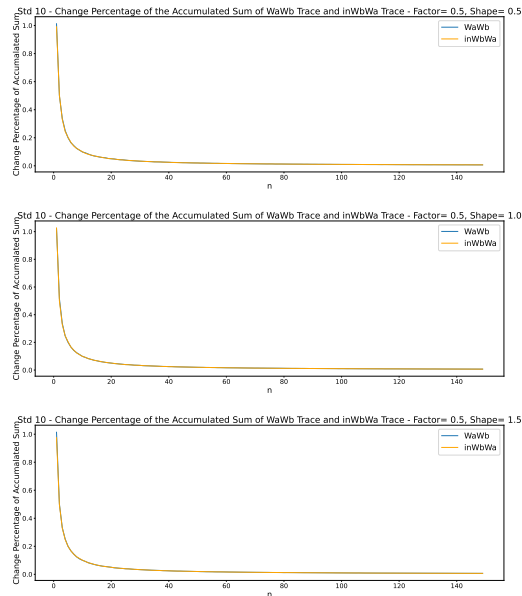 Std 10 - Change Percentage of the Accumulated Sum of WaWb Trace and inWbWa Trace - Factor= 0.5, Shape= 0.5
Change Percentage of Accumalated Sum
1.0
0.8
0.6
0.4
0.2
0.0
WaWb
inWbWa
0 20 40 60 80 100 120 140
n
Std 10 - Change Percentage of the Accumulated Sum of WaWb Trace and inWbWa Trace - Factor= 0.5, Shape= 1.0
Change Percentage of Accumalated Sum
1.0
0.8
0.6
0.4
0.2
0.0
WaWb
inWbWa
0 20 40 60 80 100 120 140
n
Std 10 - Change Percentage of the Accumulated Sum of WaWb Trace and inWbWa Trace - Factor= 0.5, Shape= 1.5
Change Percentage of Accumalated Sum
1.0
0.8
0.6
0.4
0.2
0.0
WaWb
inWbWa
0 20 40 60 80 100 120 140
n